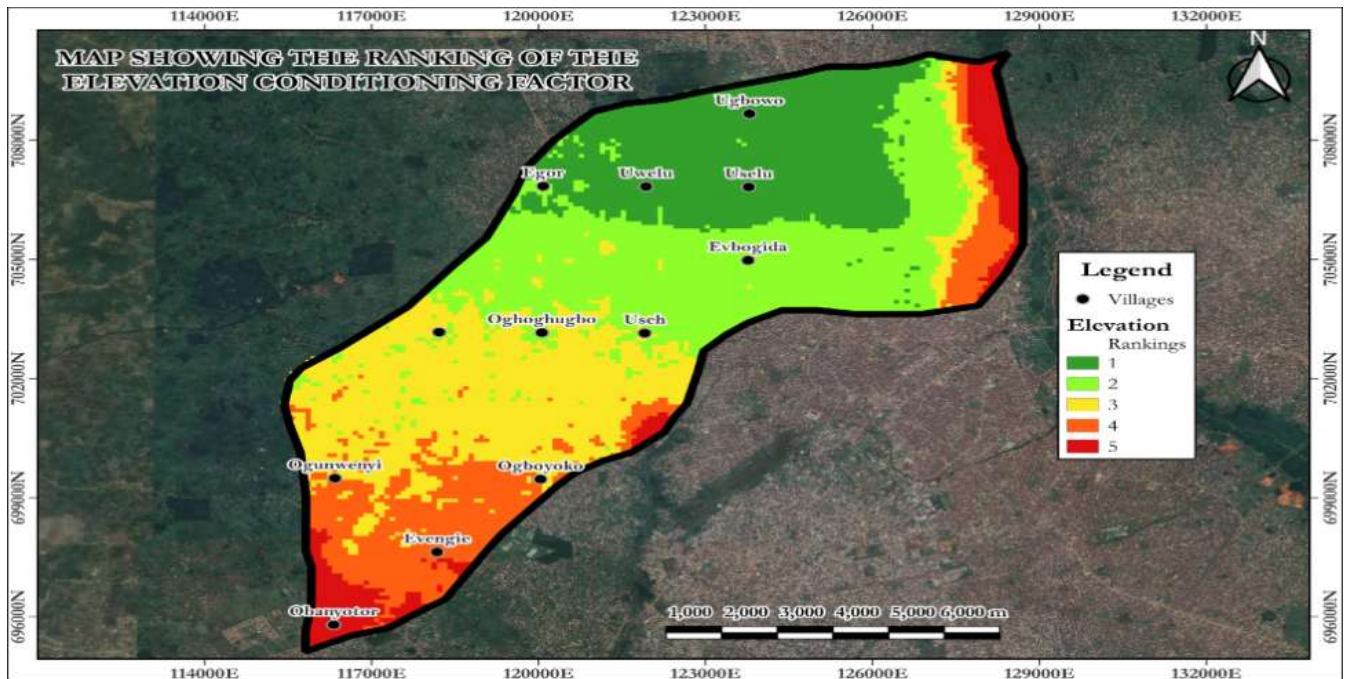 114000E 117000E 120000E 123000E 126000E 129000E 132000E
MAP SHOWING THE RANKING OF THE
ELEVATION CONDITIONING FACTOR
N
Ugbowo
708000N 708000N
Egor Uwelu Uselu
Evbogida
705000N 705000N
Legend
Villages
Oghoghugbo Useh
Elevation
Rankings
1
2
702000N 702000N
3
4
5
Ogunwenyi Ogboyoko
699000N 699000N
Evengie
Obanyotor
1,000 2,000 3,000 4,000 5,000 6,000 m
696000N 696000N
114000E 117000E 120000E 123000E 126000E 129000E 132000E